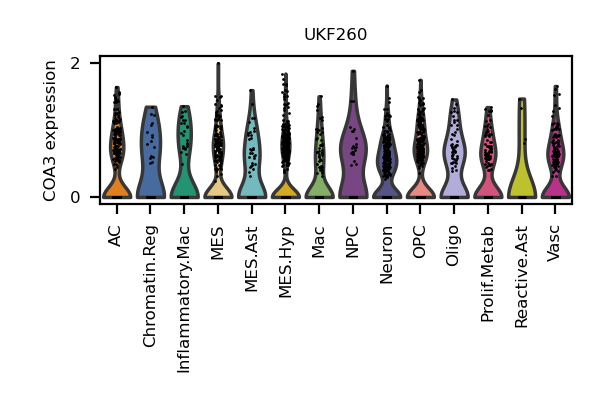 UKF260
COA3 expression
2
0
AC
Chromatin.Reg
Inflammatory.Mac
MES
MES.Ast
MES.Hyp
Mac
NPC
Neuron
OPC
Oligo
Prolif.Metab
Reactive.Ast
Vasc